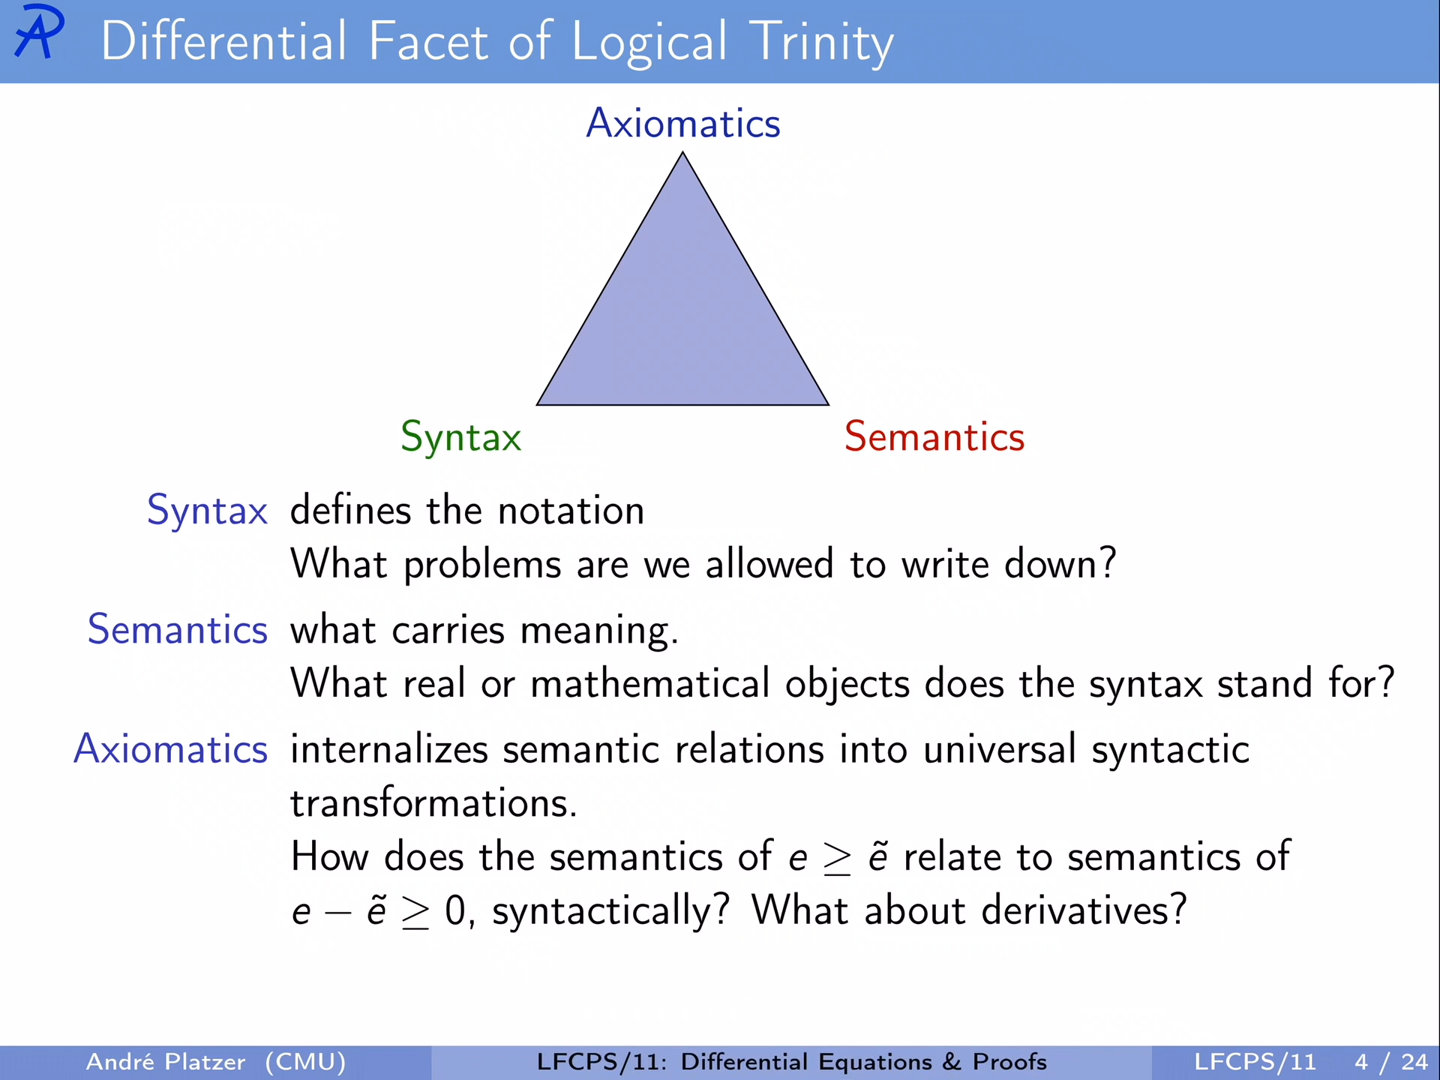 Differential Facet of Logical Trinity
Axiomatics
Syntax
Semantics
Syntax defines the notation
What problems are we allowed to write down?
Semantics what carries meaning.
What real or mathematical objects does the syntax stand for?
Axiomatics internalizes semantic relations into universal syntactic
transformations.
How does the semantics of e ≥ ẽ relate to semantics of
e − ẽ ≥ 0, syntactically? What about derivatives?
André Platzer (CMU)
LFCPS/11: Differential Equations & Proofs
LFCPS/11 4 / 24